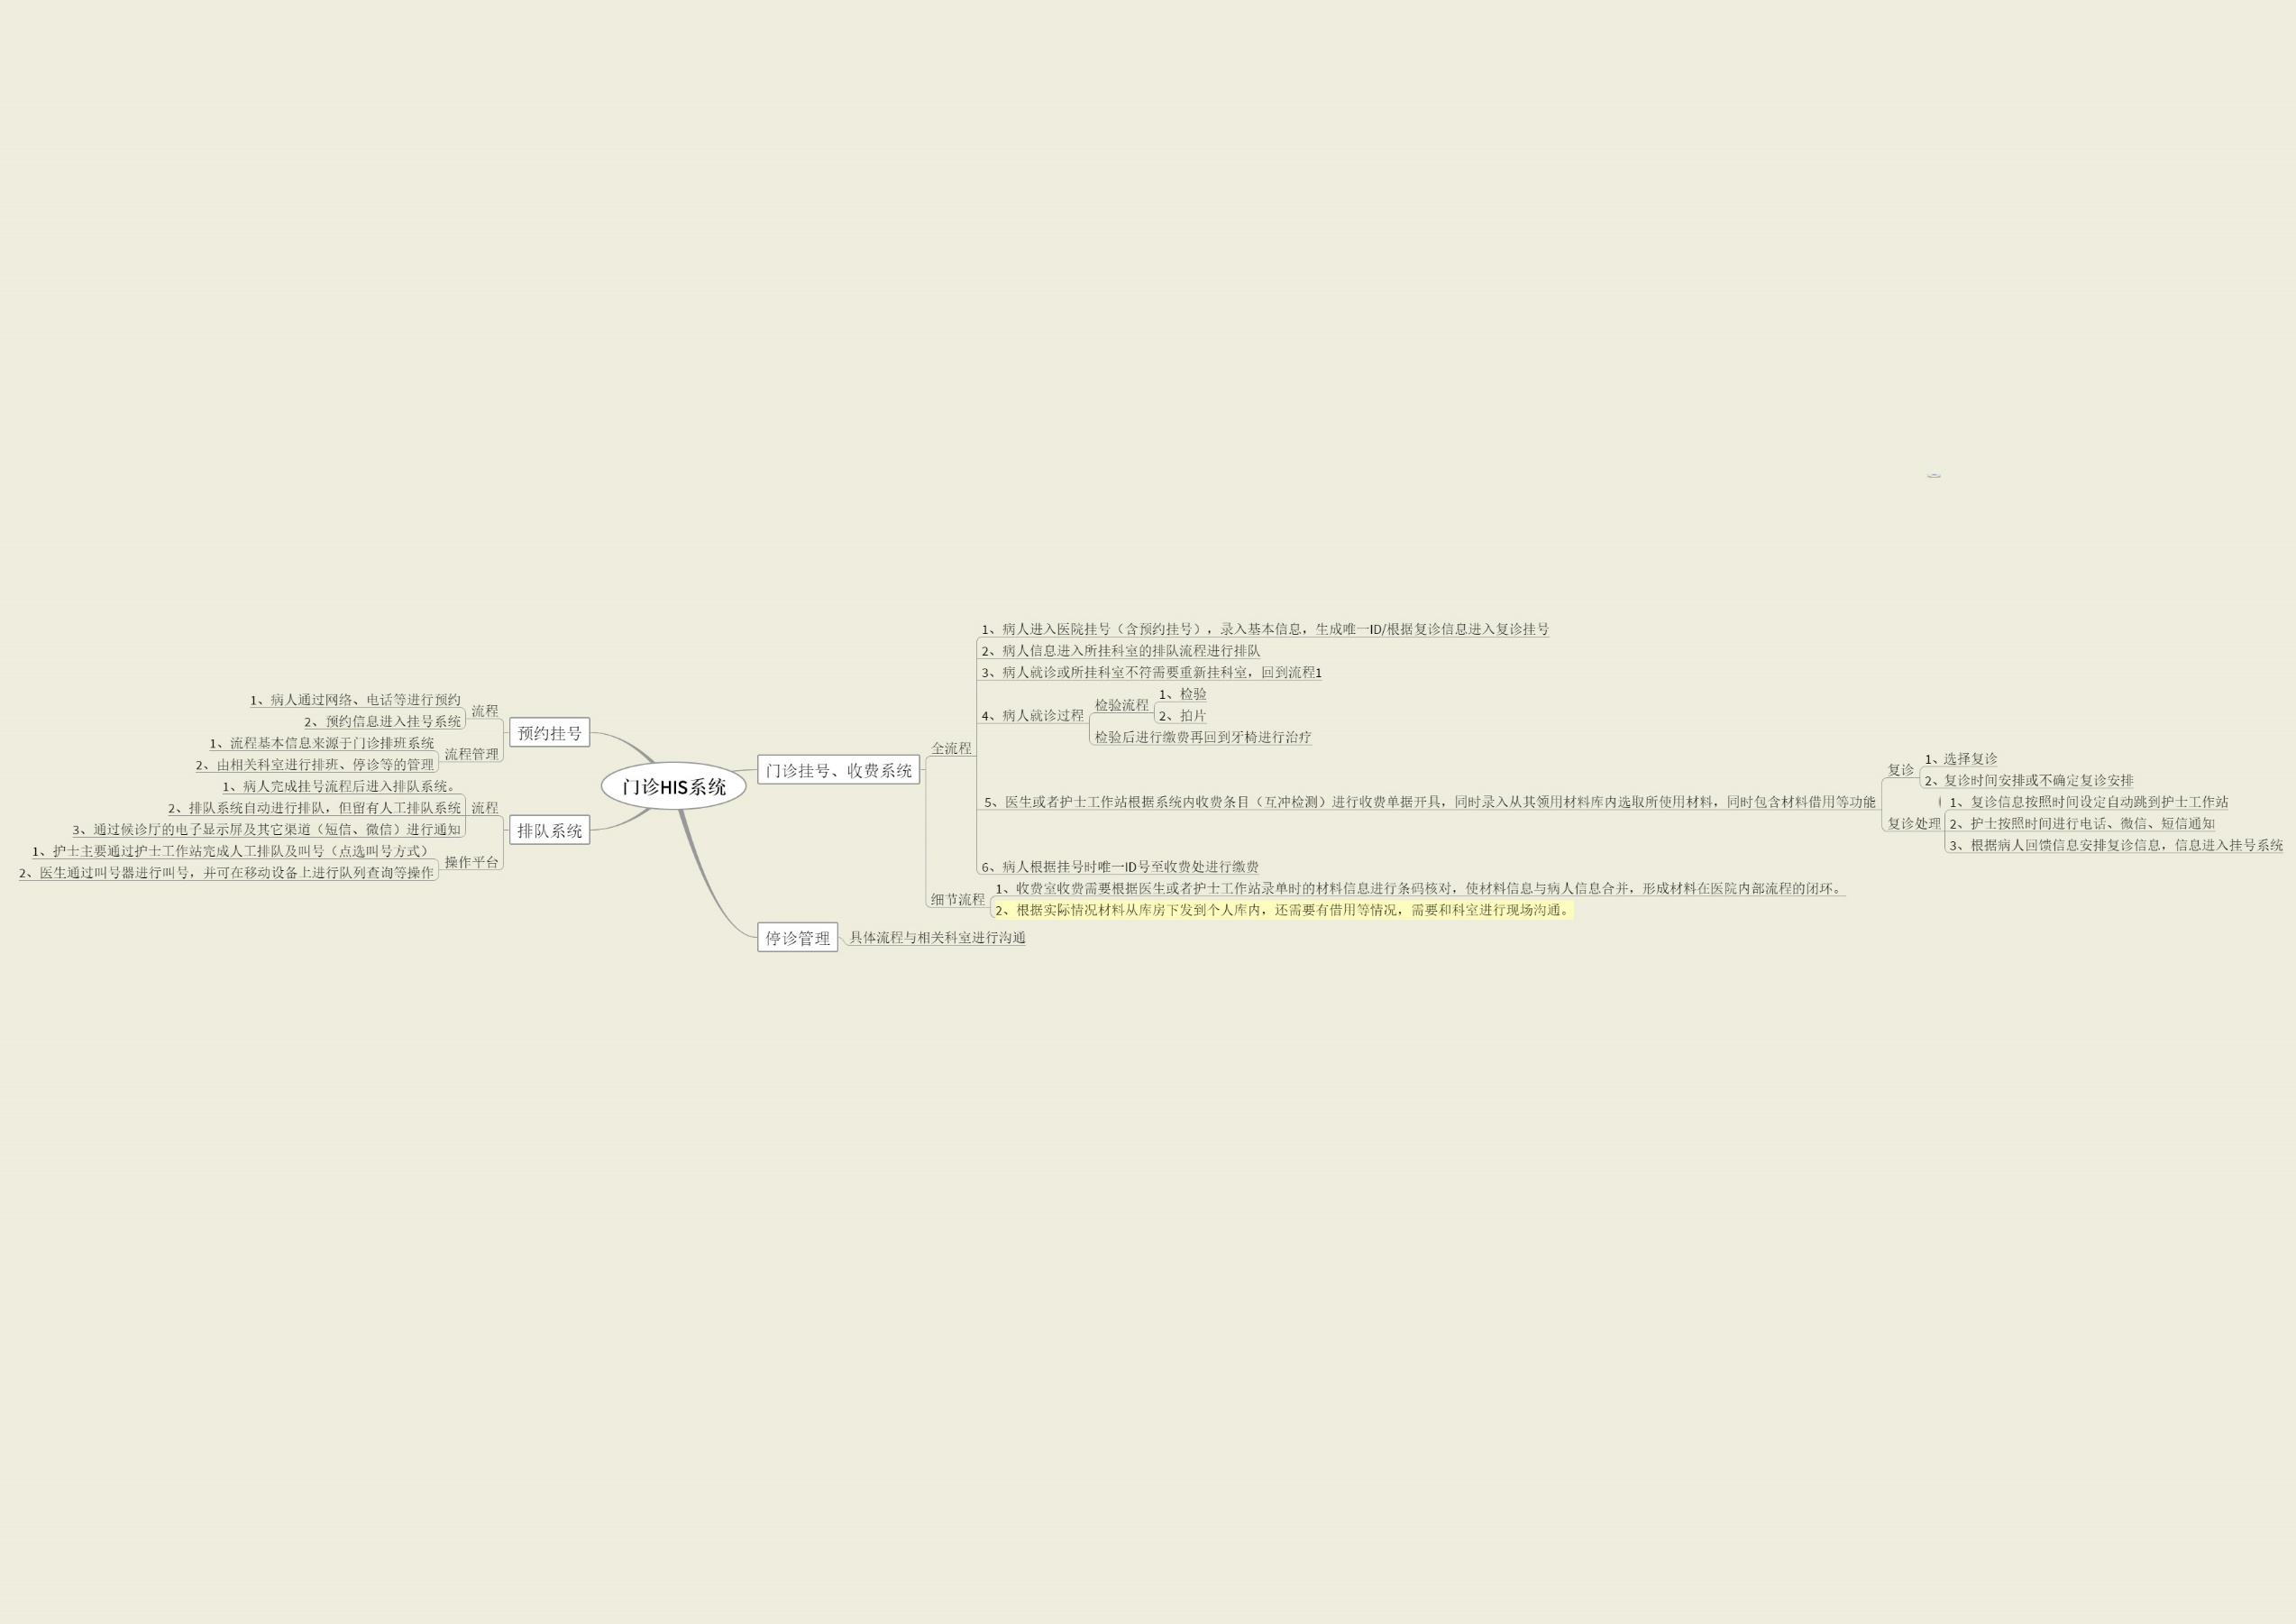 门诊HIS系统
预约挂号
流程
1、病人通过网络、电话等进行预约
2、预约信息进入挂号系统
流程管理
1、流程基本信息来源于门诊排班系统
2、由相关科室进行排班、停诊等的管理
排队系统
流程
1、病人完成挂号流程后进入排队系统。
2、排队系统自动进行排队，但留有人工排队系统
3、通过候诊厅的电子显示屏及其它渠道（短信、微信）进行通知
操作平台
1、护士主要通过护士工作站完成人工排队及叫号（点选叫号方式）
2、医生通过叫号器进行叫号，并可在移动设备上进行队列查询等操作
门诊挂号、收费系统
全流程
1、病人进入医院挂号（含预约挂号），录入基本信息，生成唯一ID/根据复诊信息进入复诊挂号
2、病人信息进入所挂科室的排队流程进行排队
3、病人就诊或所挂科室不符需要重新挂科室，回到流程1
4、病人就诊过程
检验流程
1、检验
2、拍片
检验后进行缴费再回到牙椅进行治疗
5、医生或者护士工作站根据系统内收费条目（互冲检测）进行收费单据开具，同时录入从其领用材料库内选取所使用材料，同时包含材料借用等功能
复诊
1、选择复诊
2、复诊时间安排或不确定复诊安排
复诊处理
1、复诊信息按照时间设定自动跳到护士工作站
2、护士按照时间进行电话、微信、短信通知
3、根据病人回馈信息安排复诊信息，信息进入挂号系统
6、病人根据挂号时唯一ID号至收费处进行缴费
细节流程
1、收费室收费需要根据医生或者护士工作站录单时的材料信息进行条码核对，使材料信息与病人信息合并，形成材料在医院内部流程的闭环。
2、根据实际情况材料从库房下发到个人库内，还需要有借用等情况，需要和科室进行现场沟通。
停诊管理
具体流程与相关科室进行沟通